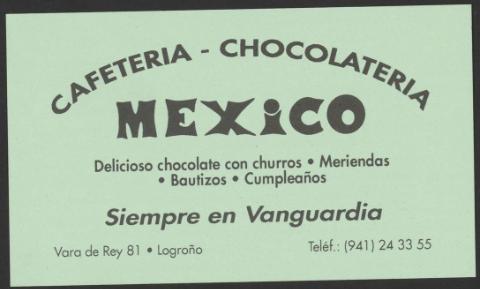 CAFETERIA - CHOCOLATERIA
MEXiCO
Delicioso chocolate con churros • Meriendas
• Bautizos • Cumpleaños
Siempre en Vanguardia
Vara de Rey 81 • Logroño
Teléf.: (941) 24 33 55